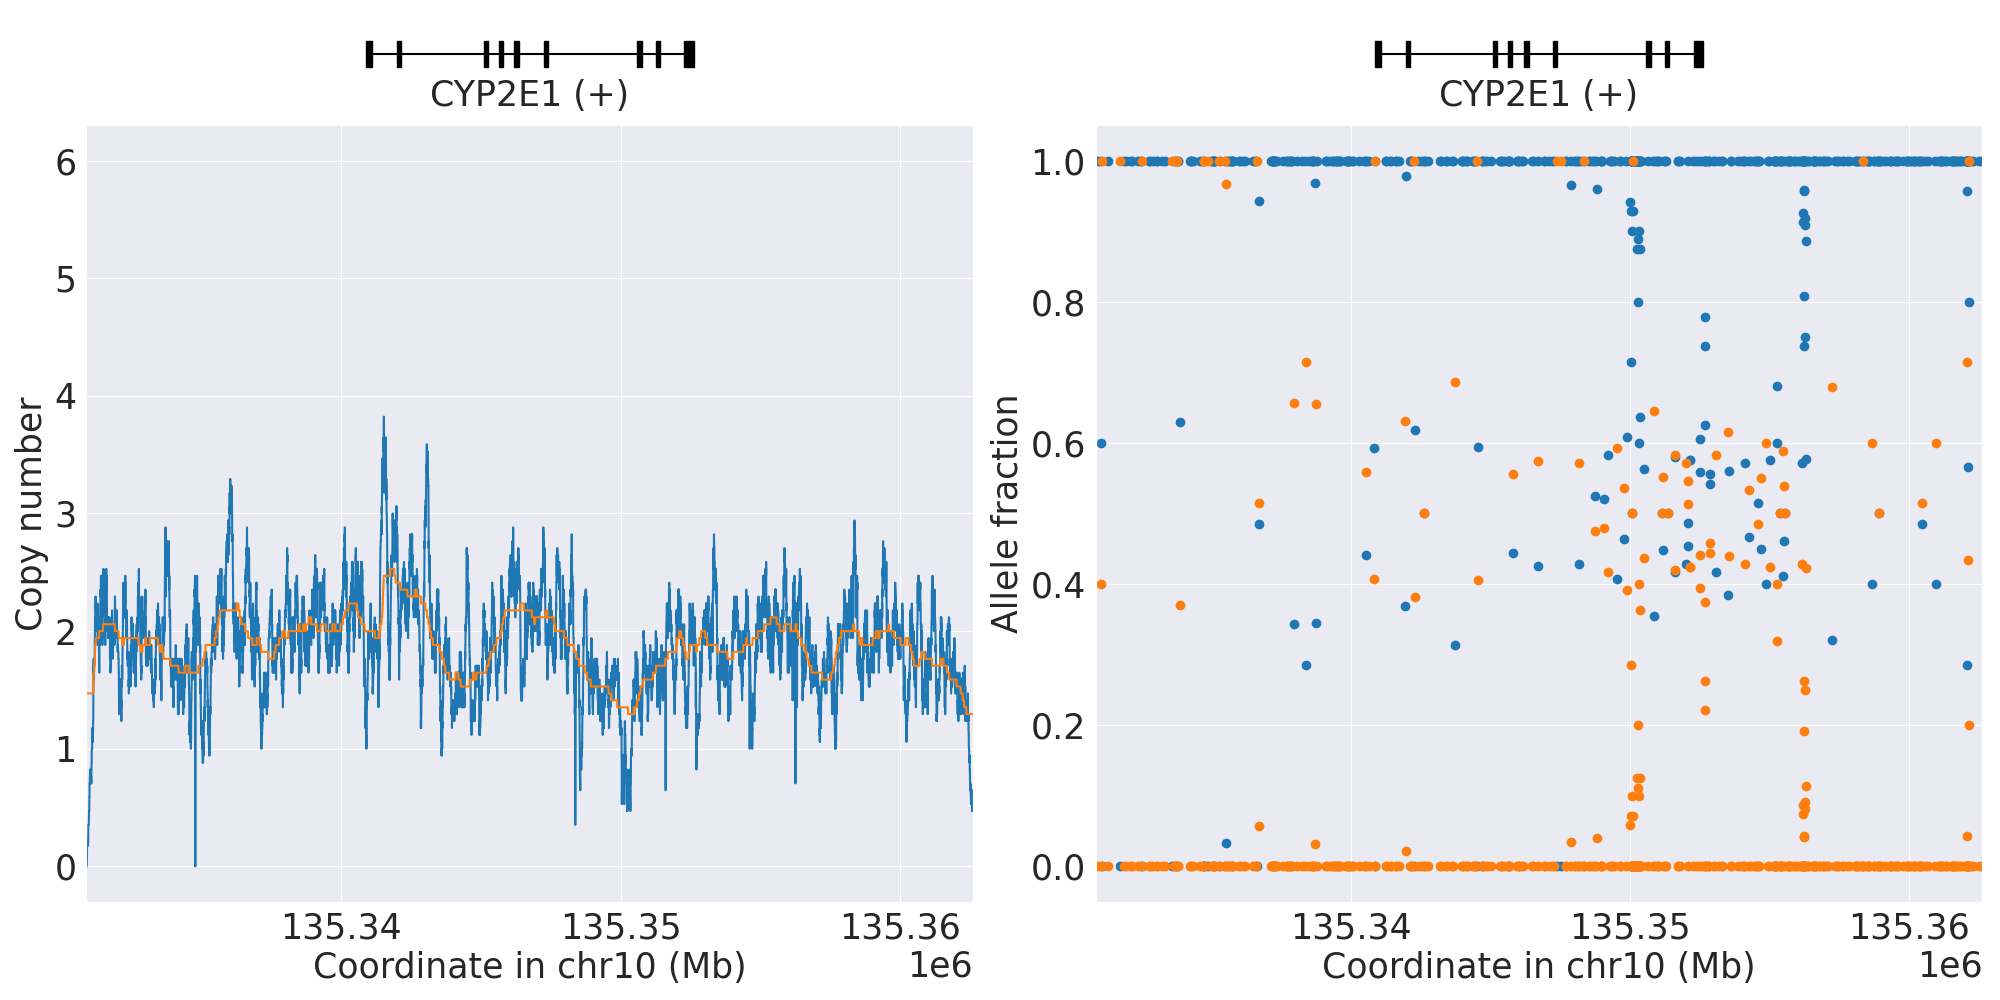 CYP2E1 (+)
6
5
4
3
2
1
0
Copy number
135.34 135.35 135.36
Coordinate in chr10 (Mb)
1e6
CYP2E1 (+)
1.0
0.8
0.6
0.4
0.2
0.0
Allele fraction
135.34 135.35 135.36
Coordinate in chr10 (Mb)
1e6